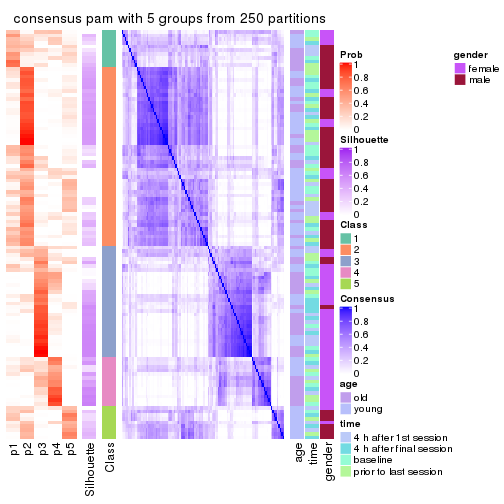 consensus pam with 5 groups from 250 partitions
Prob
1
0.8
0.6
0.4
0.2
0
gender
female
male
Silhouette
1
0.8
0.6
0.4
0.2
0
Class
1
2
3
4
5
Consensus
1
0.8
0.6
0.4
0.2
0
age
old
young
time
4 h after 1st session
4 h after final session
baseline
prior to last session
p1
p2
p3
p4
p5
Silhouette
Class
age
time
gender